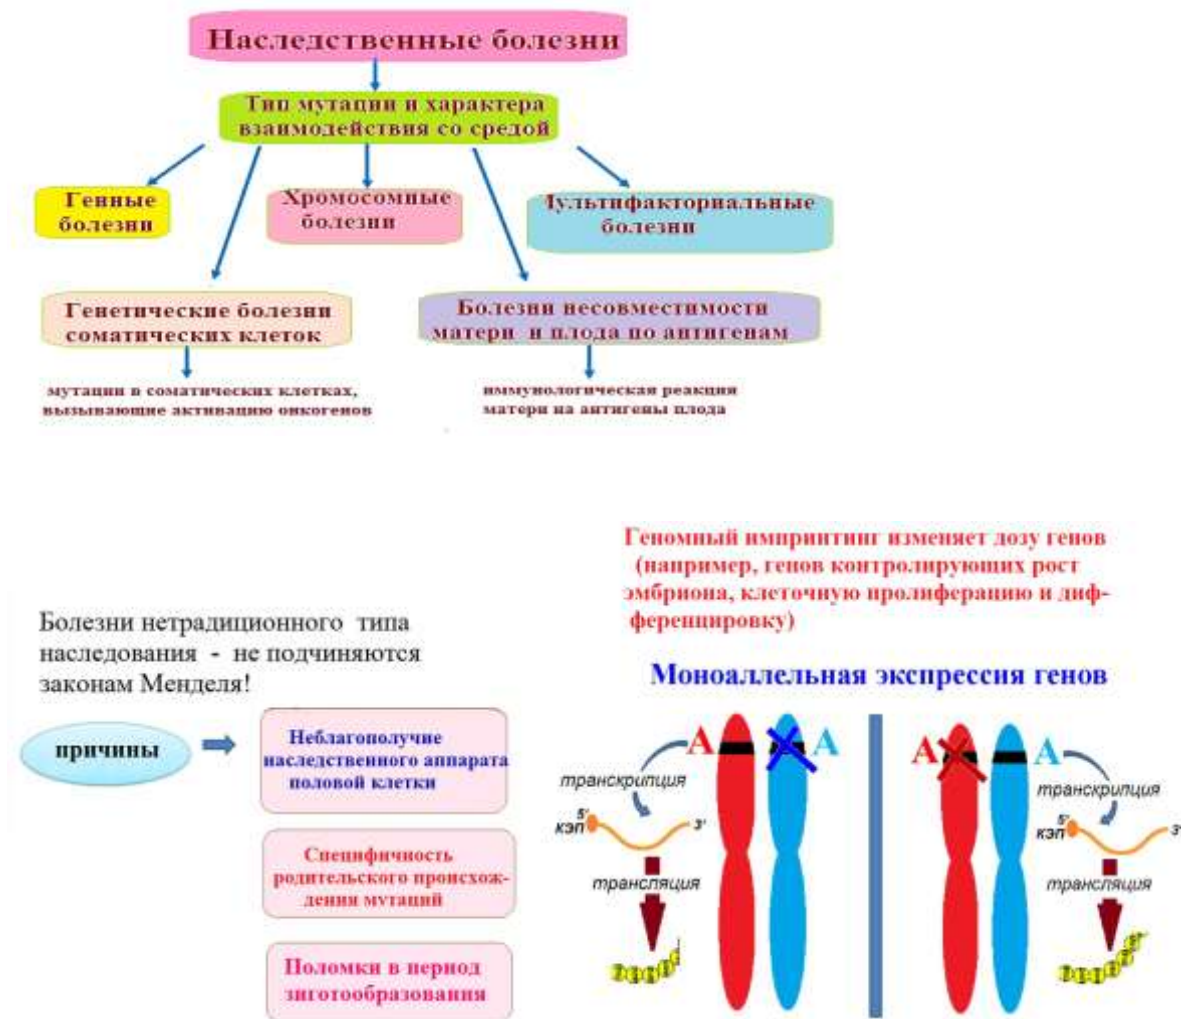 Наследственные болезни
Тип мутации и характера
взаимодействия со средой
Генные
болезни
Хромосомные
болезни
Іультифакториальные
болезни
Генетические болезни
соматических клеток
Болезни несовместимости
матери и плода по антигенам
мутации в соматических клетках,
вызывающие активацию онкогенов
иммунологическая реакция
матери на антигены плода
Болезни нетрадиционного типа
наследования - не подчиняются
законам Менделя!
причины
Неблагополучие
наследственного аппарата
половой клетки
Специфичность
родительского происхож-
дения мутаций
Поломки в период
зиготообразования
Геномный импринтинг изменяет дозу генов
(например, генов контролирующих рост
эмбриона, клеточную пролиферацию и диф-
ференцировку)
Моноаллельная экспрессия генов
А А
транскрипция
5'
кэп 3'
трансляция
А А
транскрипция
5'
кэп 3'
трансляция